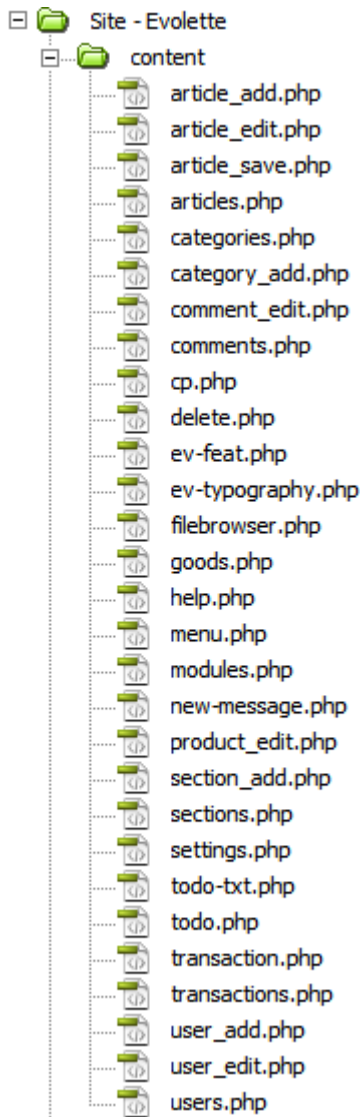 Site - Evolette
content
article_add.php
article_edit.php
article_save.php
articles.php
categories.php
category_add.php
comment_edit.php
comments.php
cp.php
delete.php
ev-feat.php
ev-typography.php
filebrowser.php
goods.php
help.php
menu.php
modules.php
new-message.php
product_edit.php
section_add.php
sections.php
settings.php
todo-txt.php
todo.php
transaction.php
transactions.php
user_add.php
user_edit.php
users.php